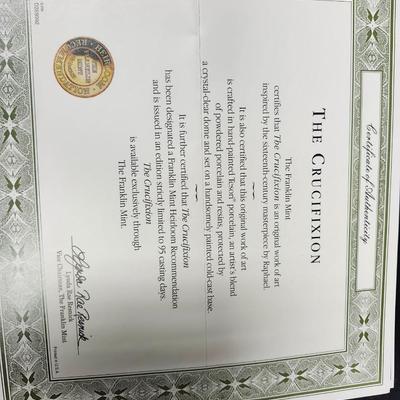 Certificate of Authenticity
THE CRUCIFIXION
The Franklin Mint
certifies that The Crucifixion is an original work of art
inspired by the sixteenth-century masterpiece by Raphael.
It is also certified that this original work of art
is crafted in hand-painted Tesori® porcelain, an artist's blend
of powdered porcelain and resins, protected by
a crystal-clear dome and set on a handsomely painted cold-cast base.
It is further certified that The Crucifixion
has been designated a Franklin Mint Heirloom Recommendation
and is issued in an edition strictly limited to 95 casting days.
The Crucifixion
is available exclusively through
The Franklin Mint.
Lynda Rae Resnick
Vice Chairman, The Franklin Mint